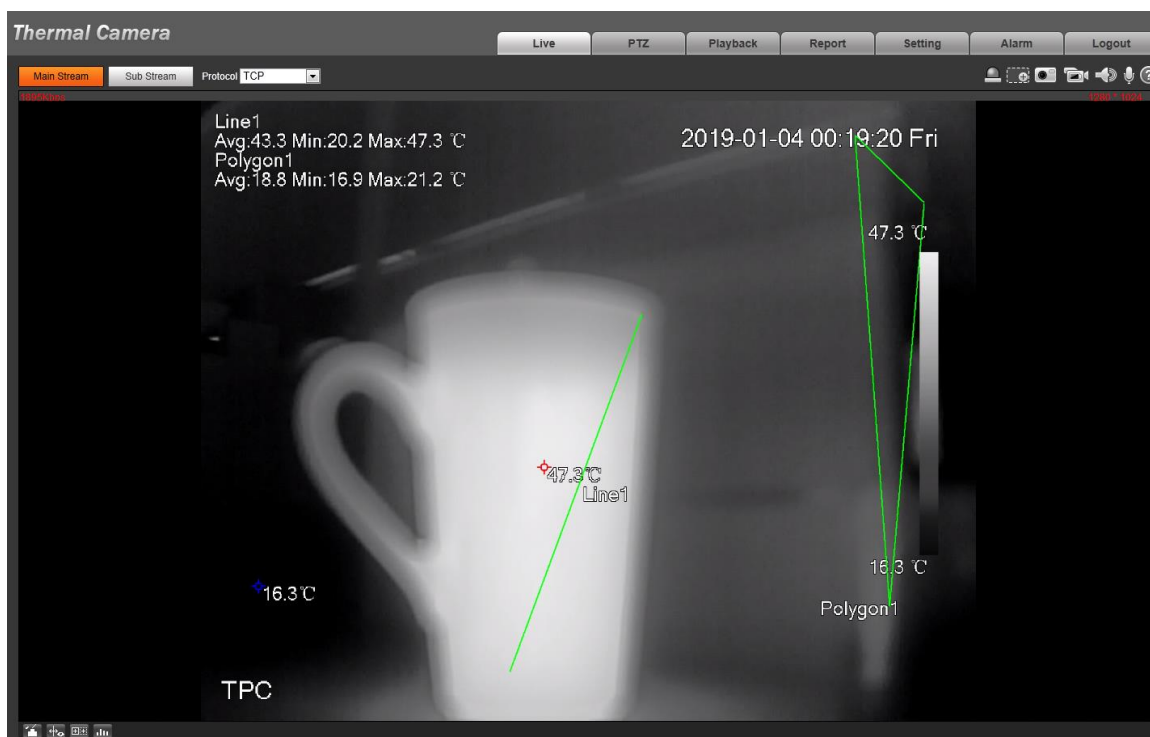 Thermal Camera
Live
PTZ
Playback
Report
Setting
Alarm
Logout
Main Stream
Sub Stream
Protocol
TCP
1280 * 1024
Line1
Avg:43.3 Min:20.2 Max:47.3 ℃
Polygon1
Avg:18.8 Min:16.9 Max:21.2 ℃
2019-01-04 00:19:20 Fri
47.3 ℃
47.3℃
Line1
16.3 ℃
16.3℃
Polygon1
TPC